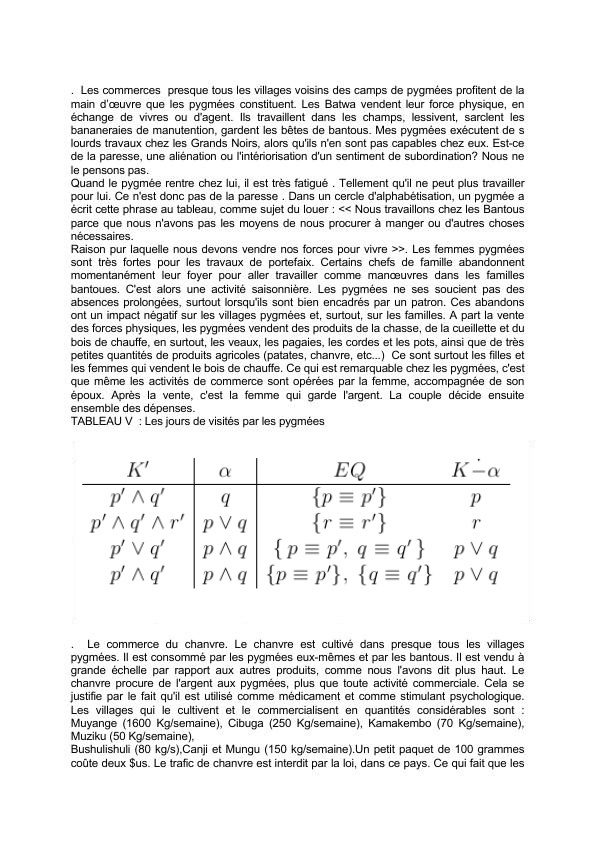 . Les commerces presque tous les villages voisins des camps de pygmées profitent de la
main d'œuvre que les pygmées constituent. Les Batwa vendent leur force physique, en
échange de vivres ou d'agent. Ils travaillent dans les champs, lessivent, sarclent les
bananeraies de manutention, gardent les bêtes de bantous. Mes pygmées exécutent de s
lourds travaux chez les Grands Noirs, alors qu'ils n'en sont pas capables chez eux. Est-ce
de la paresse, une aliénation ou l'intériorisation d'un sentiment de subordination? Nous ne
le pensons pas.
Quand le pygmée rentre chez lui, il est très fatigué . Tellement qu'il ne peut plus travailler
pour lui. Ce n'est donc pas de la paresse . Dans un cercle d'alphabétisation, un pygmée a
écrit cette phrase au tableau, comme sujet du louer : << Nous travaillons chez les Bantous
parce que nous n'avons pas les moyens de nous procurer à manger ou d'autres choses
nécessaires.
Raison pur laquelle nous devons vendre nos forces pour vivre >>. Les femmes pygmées
sont très fortes pour les travaux de portefaix. Certains chefs de famille abandonnent
momentanément leur foyer pour aller travailler comme manœuvres dans les familles
bantoues. C'est alors une activité saisonnière. Les pygmées ne ses soucient pas des
absences prolongées, surtout lorsqu'ils sont bien encadrés par un patron. Ces abandons
ont un impact négatif sur les villages pygmées et, surtout, sur les familles. A part la vente
des forces physiques, les pygmées vendent des produits de la chasse, de la cueillette et du
bois de chauffe, en surtout, les veaux, les pagaies, les cordes et les pots, ainsi que de très
petites quantités de produits agricoles (patates, chanvre, etc...) Ce sont surtout les filles et
les femmes qui vendent le bois de chauffe. Ce qui est remarquable chez les pygmées, c'est
que même les activités de commerce sont opérées par la femme, accompagnée de son
époux. Après la vente, c'est la femme qui garde l'argent. La couple décide ensuite
ensemble des dépenses.
TABLEAU V : Les jours de visités par les pygmées
K′ α EQ K∸α
p′ ∧ q′ q {p ≡ p′} p
p′ ∧ q′ ∧ r′ p ∨ q {r ≡ r′} r
p′ ∨ q′ p ∧ q { p ≡ p′, q ≡ q′ } p ∨ q
p′ ∧ q′ p ∧ q {p ≡ p′}, {q ≡ q′} p ∨ q
. Le commerce du chanvre. Le chanvre est cultivé dans presque tous les villages
pygmées. Il est consommé par les pygmées eux-mêmes et par les bantous. Il est vendu à
grande échelle par rapport aux autres produits, comme nous l'avons dit plus haut. Le
chanvre procure de l'argent aux pygmées, plus que toute activité commerciale. Cela se
justifie par le fait qu'il est utilisé comme médicament et comme stimulant psychologique.
Les villages qui le cultivent et le commercialisent en quantités considérables sont :
Muyange (1600 Kg/semaine), Cibuga (250 Kg/semaine), Kamakembo (70 Kg/semaine),
Muziku (50 Kg/semaine),
Bushulishuli (80 kg/s),Canji et Mungu (150 kg/semaine).Un petit paquet de 100 grammes
coûte deux $us. Le trafic de chanvre est interdit par la loi, dans ce pays. Ce qui fait que les